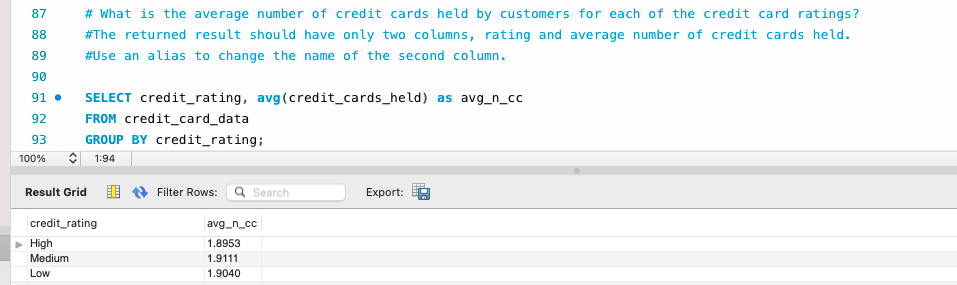 87 # What is the average number of credit cards held by customers for each of the credit card ratings?
88 #The returned result should have only two columns, rating and average number of credit cards held.
89 #Use an alias to change the name of the second column.
90
91 SELECT credit_rating, avg(credit_cards_held) as avg_n_cc
92 FROM credit_card_data
93 GROUP BY credit_rating;
100% 1:94
Result Grid Filter Rows: Search Export:
credit_rating avg_n_cc
High 1.8953
Medium 1.9111
Low 1.9040